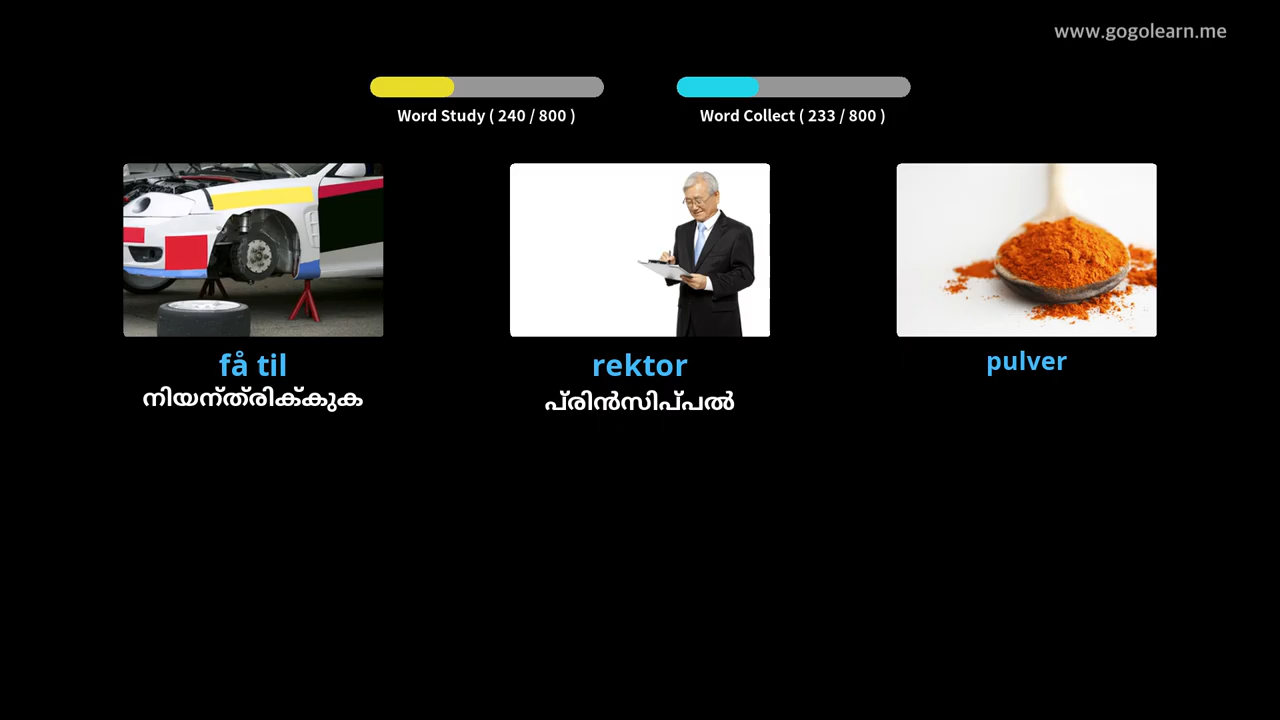 www.gogolearn.me
Word Study ( 240 / 800 )
Word Collect ( 233 / 800 )
få til
നിയന്ത്രിക്കുക
rektor
പ്രിൻസിപ്പൽ
pulver